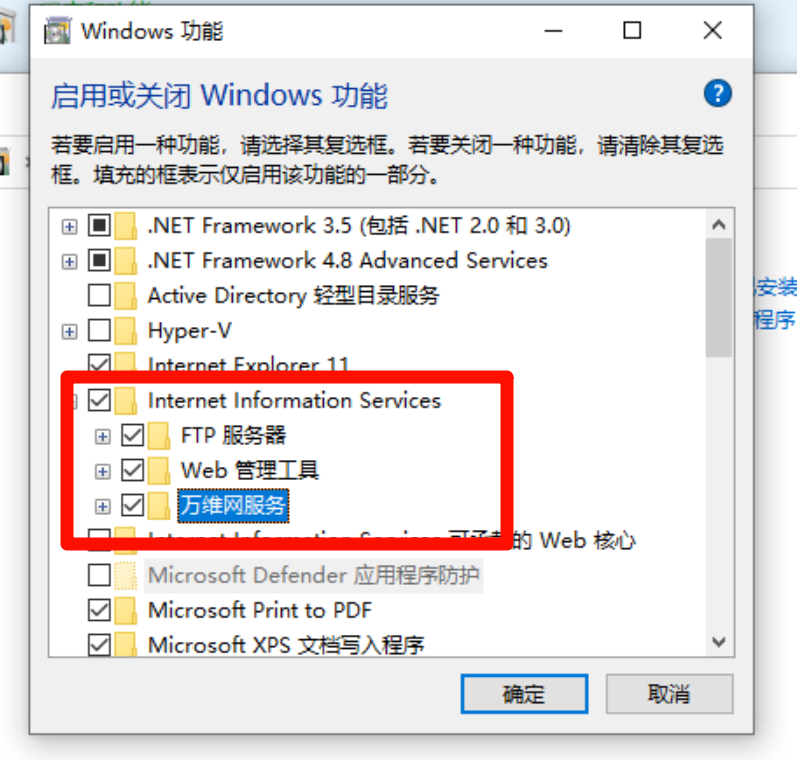 Windows 功能
启用或关闭 Windows 功能
若要启用一种功能，请选择其复选框。若要关闭一种功能，请清除其复选
框。填充的框表示仅启用该功能的一部分。
.NET Framework 3.5 (包括 .NET 2.0 和 3.0)
.NET Framework 4.8 Advanced Services
安装
Active Directory 轻型目录服务
程序
Hyper-V
Internet Explorer 11
Internet Information Services
FTP 服务器
Web 管理工具
万维网服务
Internet Information Services 可承载的 Web 核心
Microsoft Defender 应用程序防护
Microsoft Print to PDF
Microsoft XPS 文档写入程序
确定
取消